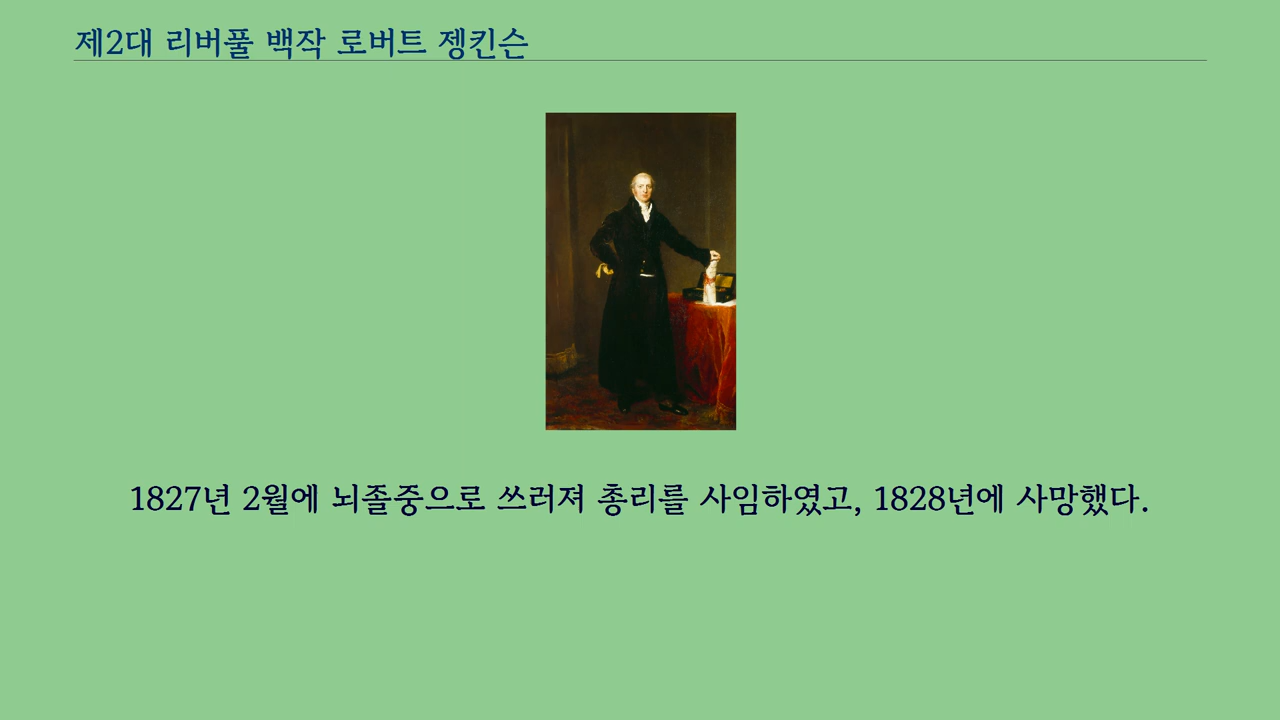 제2대 리버풀 백작 로버트 젱킨슨
1827년 2월에 뇌졸중으로 쓰러져 총리를 사임하였고, 1828년에 사망했다.